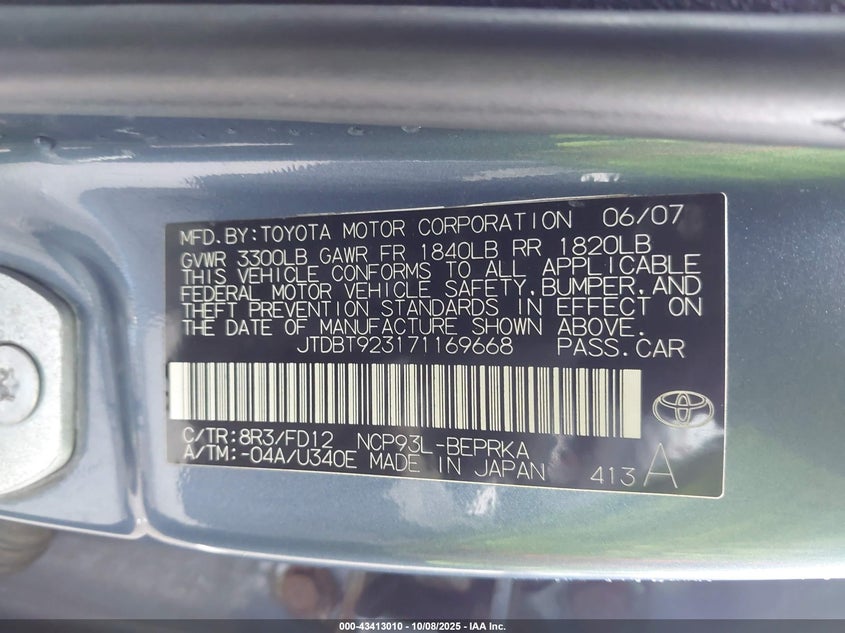 MFD.BY:TOYOTA MOTOR CORPORATION 06/07
GVWR 3300LB GAWR FR 1840LB RR 1820LB
THIS VEHICLE CONFORMS TO ALL APPLICABLE
FEDERAL MOTOR VEHICLE SAFETY,BUMPER,AND
THEFT PREVENTION STANDARDS IN EFFECT ON
THE DATE OF MANUFACTURE SHOWN ABOVE.
JTDBT923171169668 PASS.CAR
C/TR:8R3/FD12 NCP93L-BEPRKA
A/TM:-04A/U340E MADE IN JAPAN
413 A
000-43413010 - 10/08/2025 - IAA Inc.